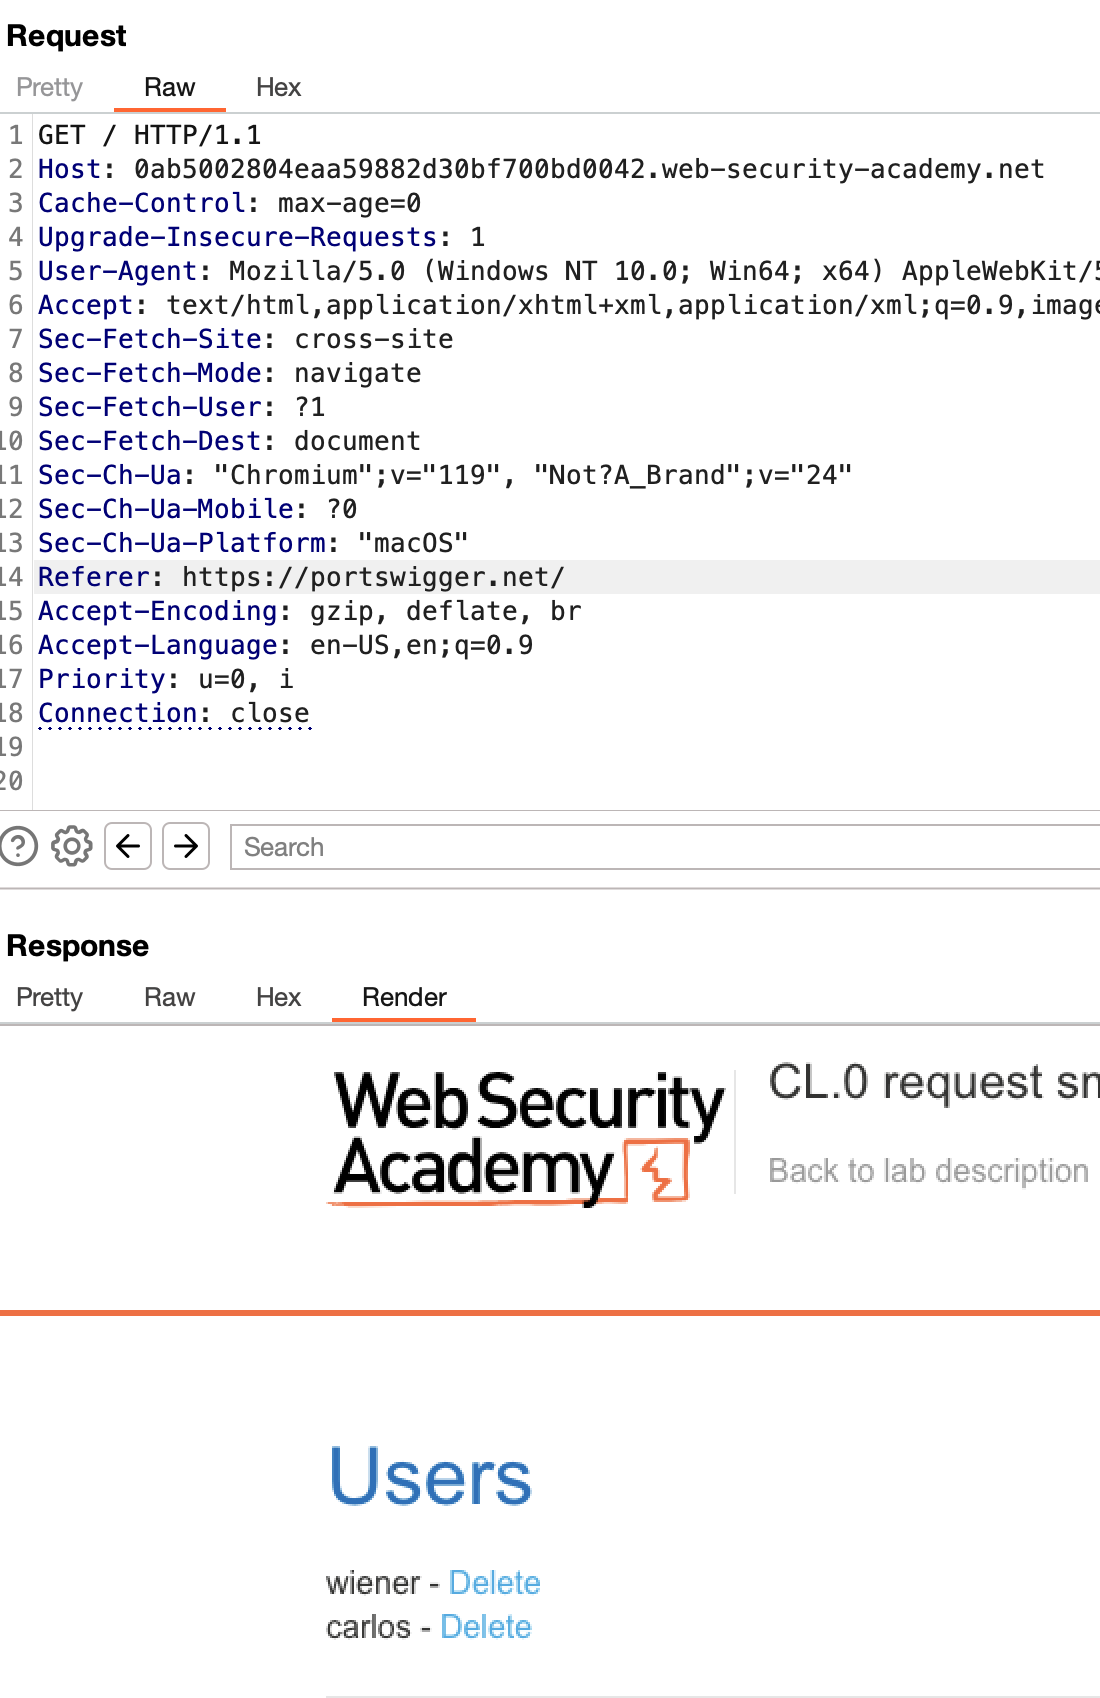 Request
Pretty Raw Hex
1 GET / HTTP/1.1
2 Host: 0ab5002804eaa59882d30bf700bd0042.web-security-academy.net
3 Cache-Control: max-age=0
4 Upgrade-Insecure-Requests: 1
5 User-Agent: Mozilla/5.0 (Windows NT 10.0; Win64; x64) AppleWebKit/5
6 Accept: text/html,application/xhtml+xml,application/xml;q=0.9,image
7 Sec-Fetch-Site: cross-site
8 Sec-Fetch-Mode: navigate
9 Sec-Fetch-User: ?1
10 Sec-Fetch-Dest: document
11 Sec-Ch-Ua: "Chromium";v="119", "Not?A_Brand";v="24"
12 Sec-Ch-Ua-Mobile: ?0
13 Sec-Ch-Ua-Platform: "macOS"
14 Referer: https://portswigger.net/
15 Accept-Encoding: gzip, deflate, br
16 Accept-Language: en-US,en;q=0.9
17 Priority: u=0, i
18 Connection: close
19
20
Search
Response
Pretty Raw Hex Render
Web Security
Academy
CL.0 request sm
Back to lab description
Users
wiener - Delete
carlos - Delete